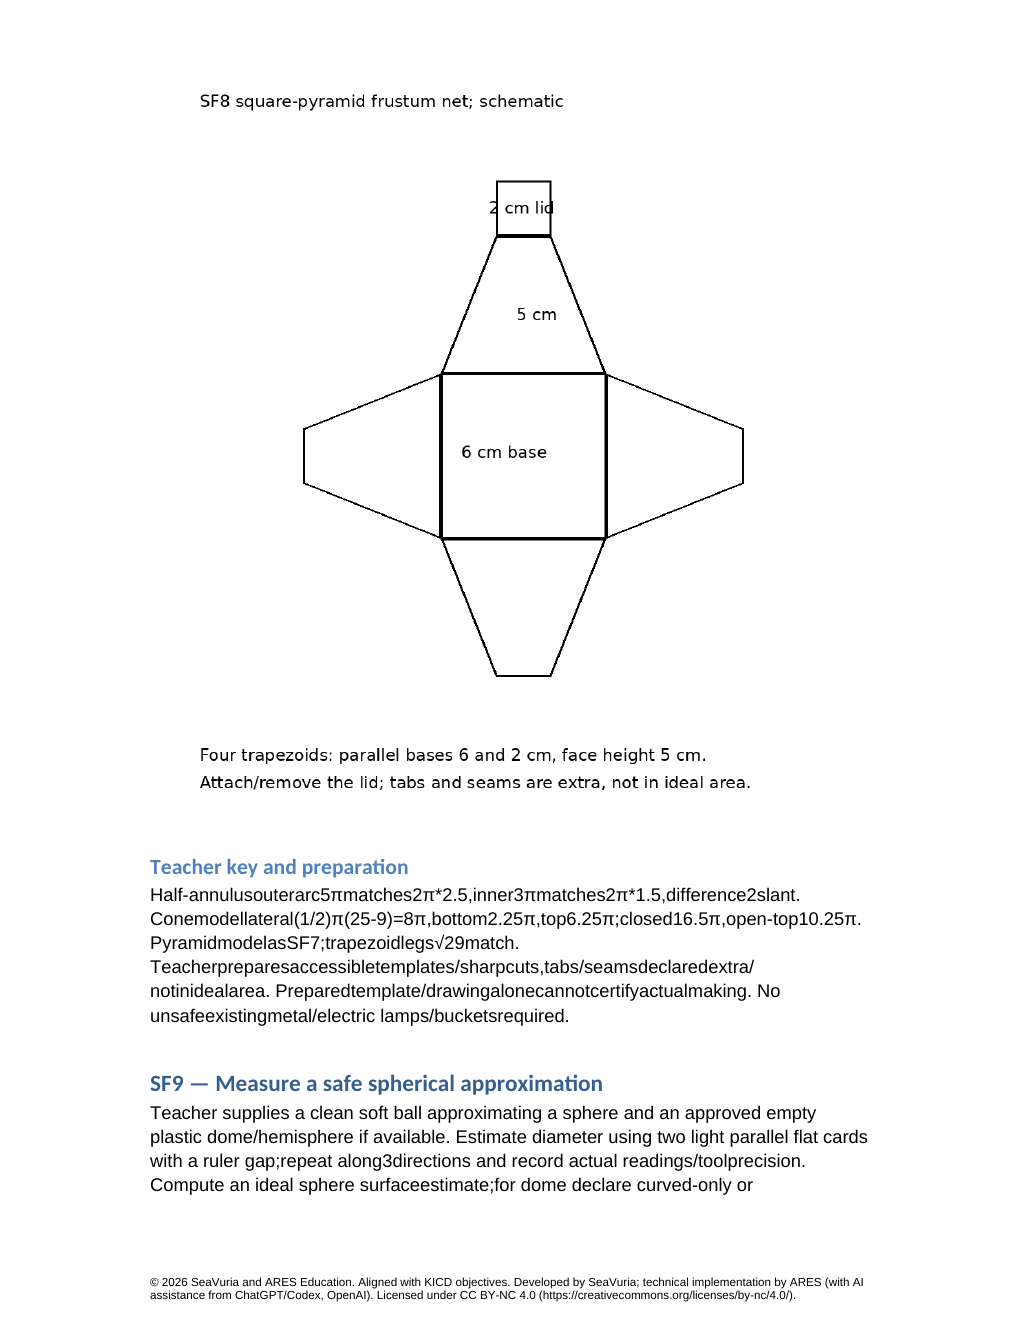 SF8 square-pyramid frustum net; schematic
2 cm lid
5 cm
6 cm base
Four trapezoids: parallel bases 6 and 2 cm, face height 5 cm.
Attach/remove the lid; tabs and seams are extra, not in ideal area.
Teacher key and preparation
Half-annulusouterarc5πmatches2π*2.5,inner3πmatches2π*1.5,difference2slant.
Conemodellateral(1/2)π(25-9)=8π,bottom2.25π,top6.25π;closed16.5π,open-top10.25π.
PyramidmodelasSF7;trapezoidlegs√29match.
Teacherpreparesaccessibletemplates/sharpcuts,tabs/seamsdeclaredextra/
notinidealarea. Preparedtemplate/drawingalonecannotcertifyactualmaking. No
unsafeexistingmetal/electric lamps/bucketsrequired.
SF9 — Measure a safe spherical approximation
Teacher supplies a clean soft ball approximating a sphere and an approved empty
plastic dome/hemisphere if available. Estimate diameter using two light parallel flat cards
with a ruler gap;repeat along3directions and record actual readings/toolprecision.
Compute an ideal sphere surfaceestimate;for dome declare curved-only or
© 2026 SeaVuria and ARES Education. Aligned with KICD objectives. Developed by SeaVuria; technical implementation by ARES (with AI
assistance from ChatGPT/Codex, OpenAI). Licensed under CC BY-NC 4.0 (https://creativecommons.org/licenses/by-nc/4.0/).